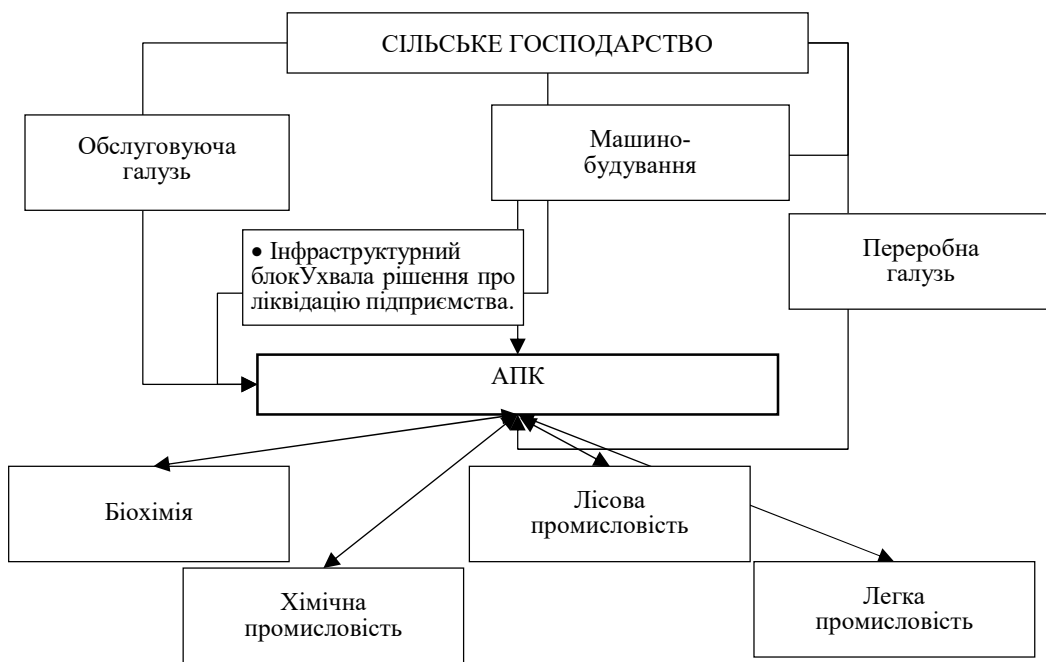 СІЛЬСЬКЕ ГОСПОДАРСТВО
Обслуговуюча
галузь
Машино-
будування
• Інфраструктурний
блокУхвала рішення про
ліквідацію підприємства.
Переробна
галузь
АПК
Біохімія
Лісова
промисловість
Хімічна
промисловість
Легка
промисловість